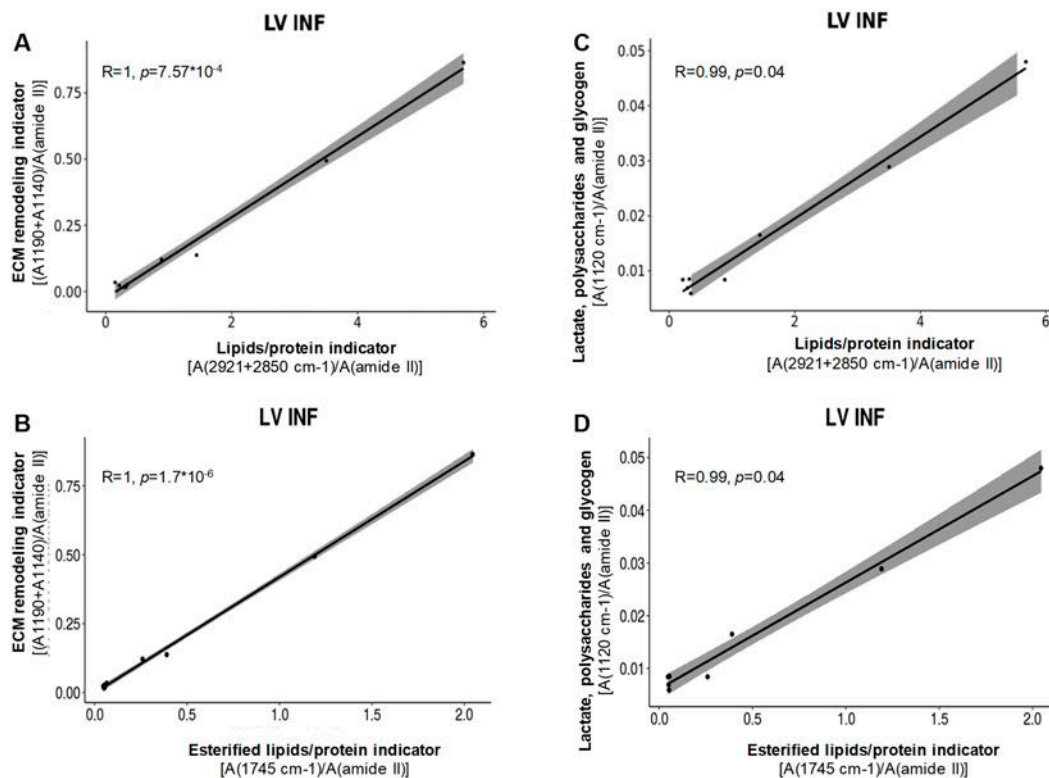 A
LV INF
R=1, p=7.57*10-4
ECM remodeling indicator
[(A1190+A1140)/A(amide II)]
0.75
0.50
0.25
0.00
0
2
4
6
Lipids/protein indicator
[A(2921+2850 cm-1)/A(amide II)]
C
LV INF
R=0.99, p=0.04
Lactate, polysaccharides and glycogen
[A(1120 cm-1)/A(amide II)]
0.05
0.04
0.03
0.02
0.01
0
2
4
6
Lipids/protein indicator
[A(2921+2850 cm-1)/A(amide II)]
B
LV INF
R=1, p=1.7*10-6
ECM remodeling indicator
[(A1190+A1140)/A(amide II)]
0.75
0.50
0.25
0.00
0.0
0.5
1.0
1.5
2.0
Esterified lipids/protein indicator
[A(1745 cm-1)/A(amide II)]
D
LV INF
R=0.99, p=0.04
Lactate, polysaccharides and glycogen
[A(1120 cm-1)/A(amide II)]
0.05
0.04
0.03
0.02
0.01
0.0
0.5
1.0
1.5
2.0
Esterified lipids/protein indicator
[A(1745 cm-1)/A(amide II)]